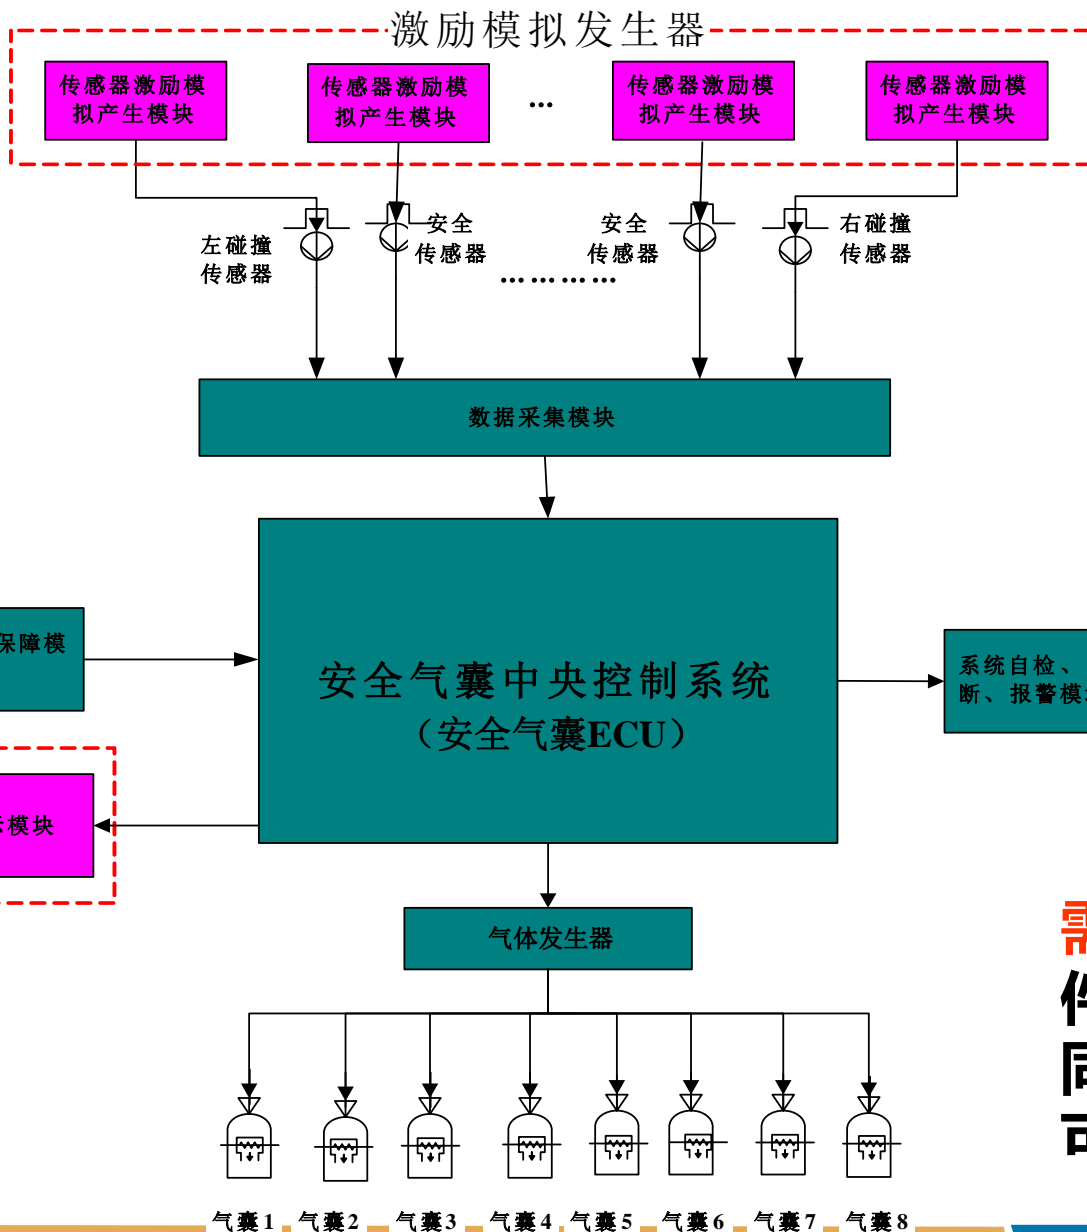 激励模拟发生器
传感器激励模
拟产生模块
传感器激励模
拟产生模块
...
传感器激励模
拟产生模块
传感器激励模
拟产生模块
左碰撞
传感器
安全
传感器
… … … …
安全
传感器
右碰撞
传感器
数据采集模块
保障模
安全气囊中央控制系统
（安全气囊ECU）
系统自检、
断、报警模
模块
气体发生器
气囊1
气囊2
气囊3
气囊4
气囊5
气囊6
气囊7
气囊8